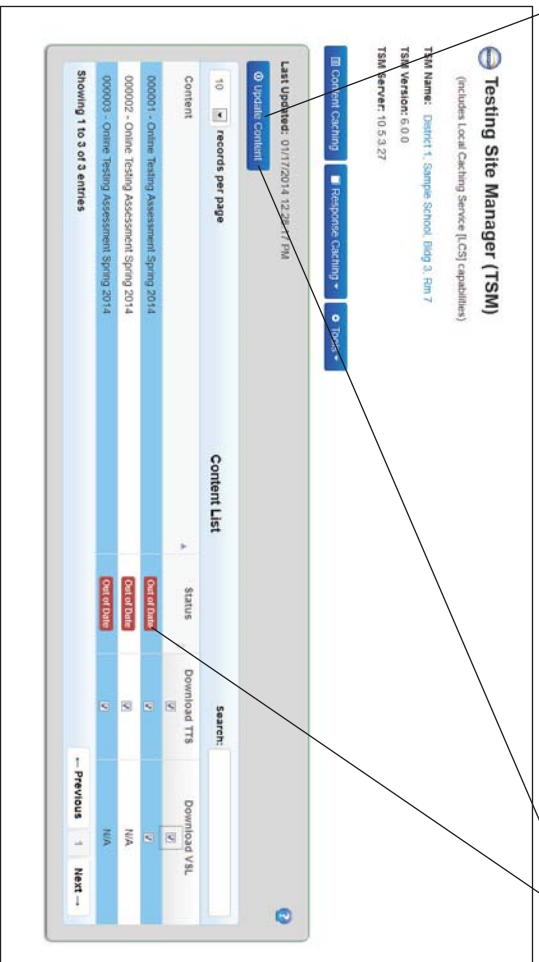 Testing Site Manager (TSM)
(includes Local Caching Service [LCS] capabilities)
TSM Name: District 1, Sample School, Bldg 3, Rm 7
TSM Version: 6.0.0
TSM Server: 10.5.3.27
Content Caching Response Caching Tools
Last Updated: 01/17/2014 12:28:17 PM
Update Content
Content List
10 records per page Search:
Content Status Download TTS Download VSL
000001 - Online Testing Assessment Spring 2014 Out of Date
000002 - Online Testing Assessment Spring 2014 Out of Date N/A
000003 - Online Testing Assessment Spring 2014 Out of Date N/A
Showing 1 to 3 of 3 entries ← Previous 1 Next →